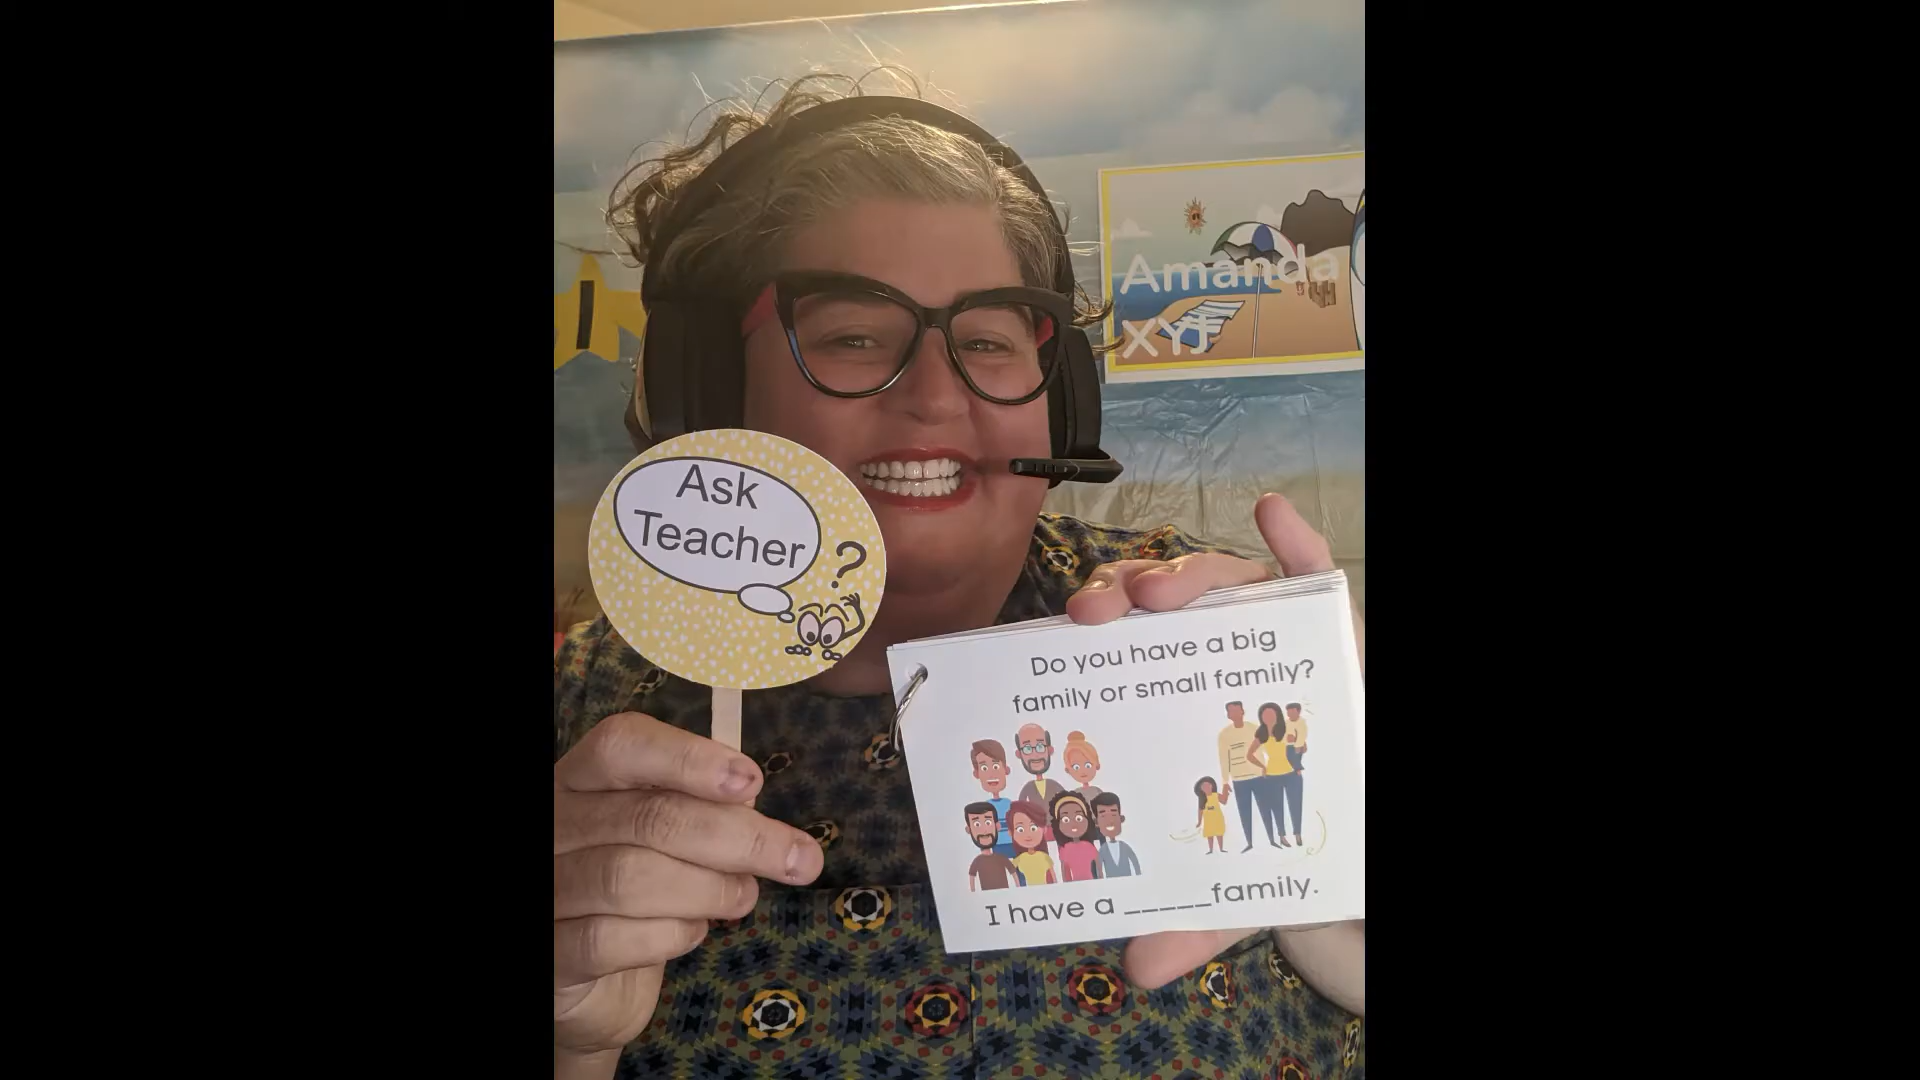 Amanda
XYJ
Ask
Teacher
?
Do you have a big
family or small family?
I have a _____family.